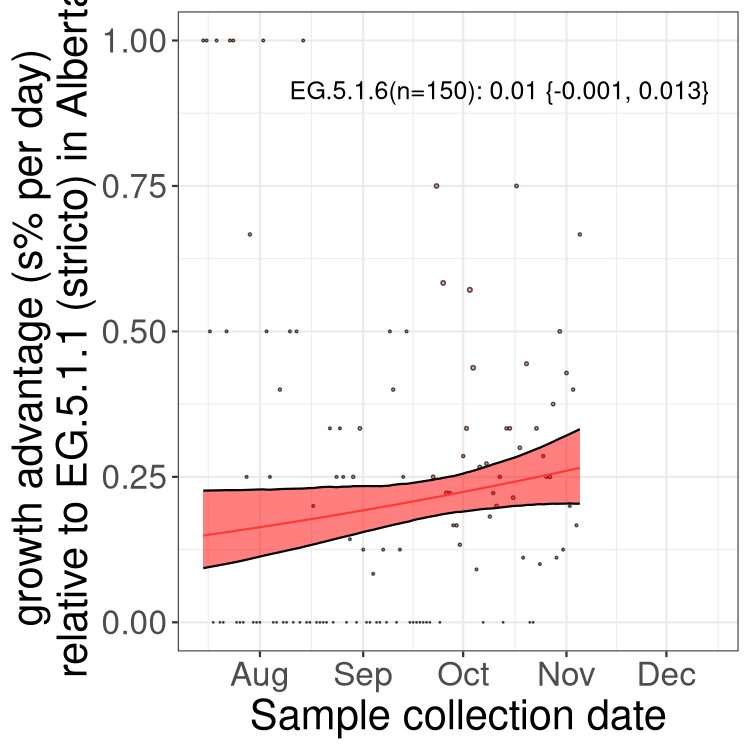 growth advantage (s% per day)
relative to EG.5.1.1 (stricto) in Alberta
1.00
0.75
0.50
0.25
0.00
EG.5.1.6(n=150): 0.01 {-0.001, 0.013}
Aug Sep Oct Nov Dec
Sample collection date